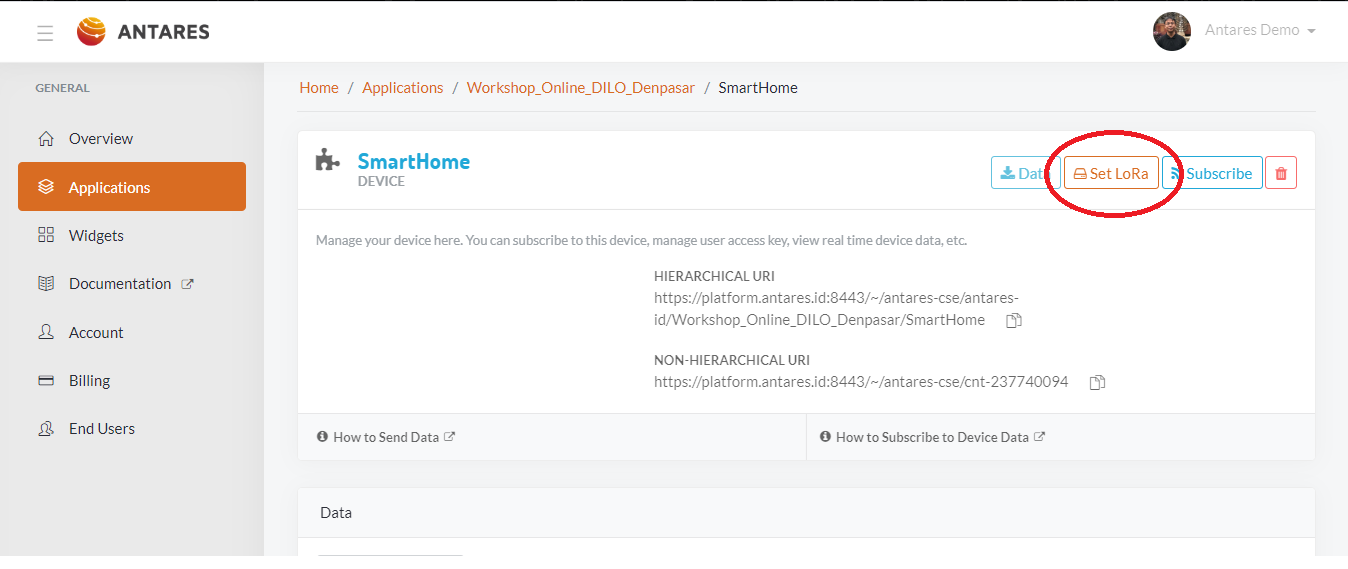 ANTARES
Antares Demo
GENERAL
Overview
Applications
Widgets
Documentation
Account
Billing
End Users
Home / Applications / Workshop_Online_DILO_Denpasar / SmartHome
SmartHome
DEVICE
Dat Set LoRa Subscribe
Manage your device here. You can subscribe to this device, manage user access key, view real time device data, etc.
HIERARCHICAL URI
https://platform.antares.id:8443/~/antares-cse/antares-
id/Workshop_Online_DILO_Denpasar/SmartHome
NON-HIERARCHICAL URI
https://platform.antares.id:8443/~/antares-cse/cnt-237740094
How to Send Data
How to Subscribe to Device Data
Data